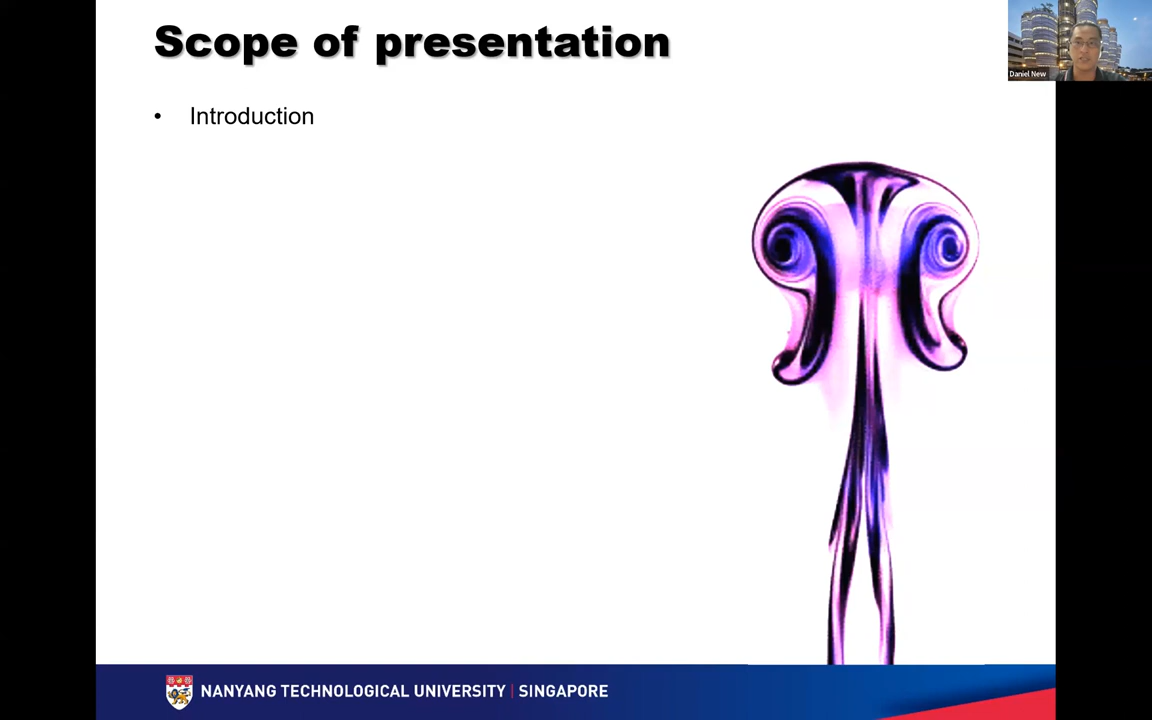 Scope of presentation
Daniel New
• Introduction
NANYANG TECHNOLOGICAL UNIVERSITY | SINGAPORE